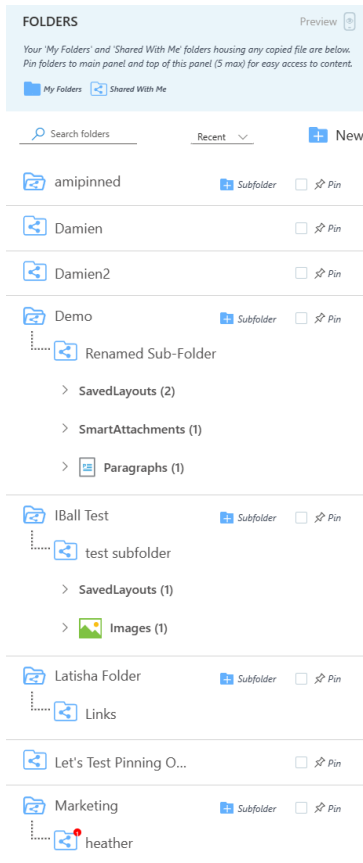 FOLDERS
Preview
Your 'My Folders' and 'Shared With Me' folders housing any copied file are below.
Pin folders to main panel and top of this panel (5 max) for easy access to content.
My Folders Shared With Me
Search folders Recent New
amipinned Subfolder Pin
Damien Pin
Damien2 Pin
Demo Subfolder Pin
Renamed Sub-Folder
SavedLayouts (2)
SmartAttachments (1)
Paragraphs (1)
IBall Test Subfolder Pin
test subfolder
SavedLayouts (1)
Images (1)
Latisha Folder Subfolder Pin
Links
Let's Test Pinning O... Pin
Marketing Subfolder Pin
heather